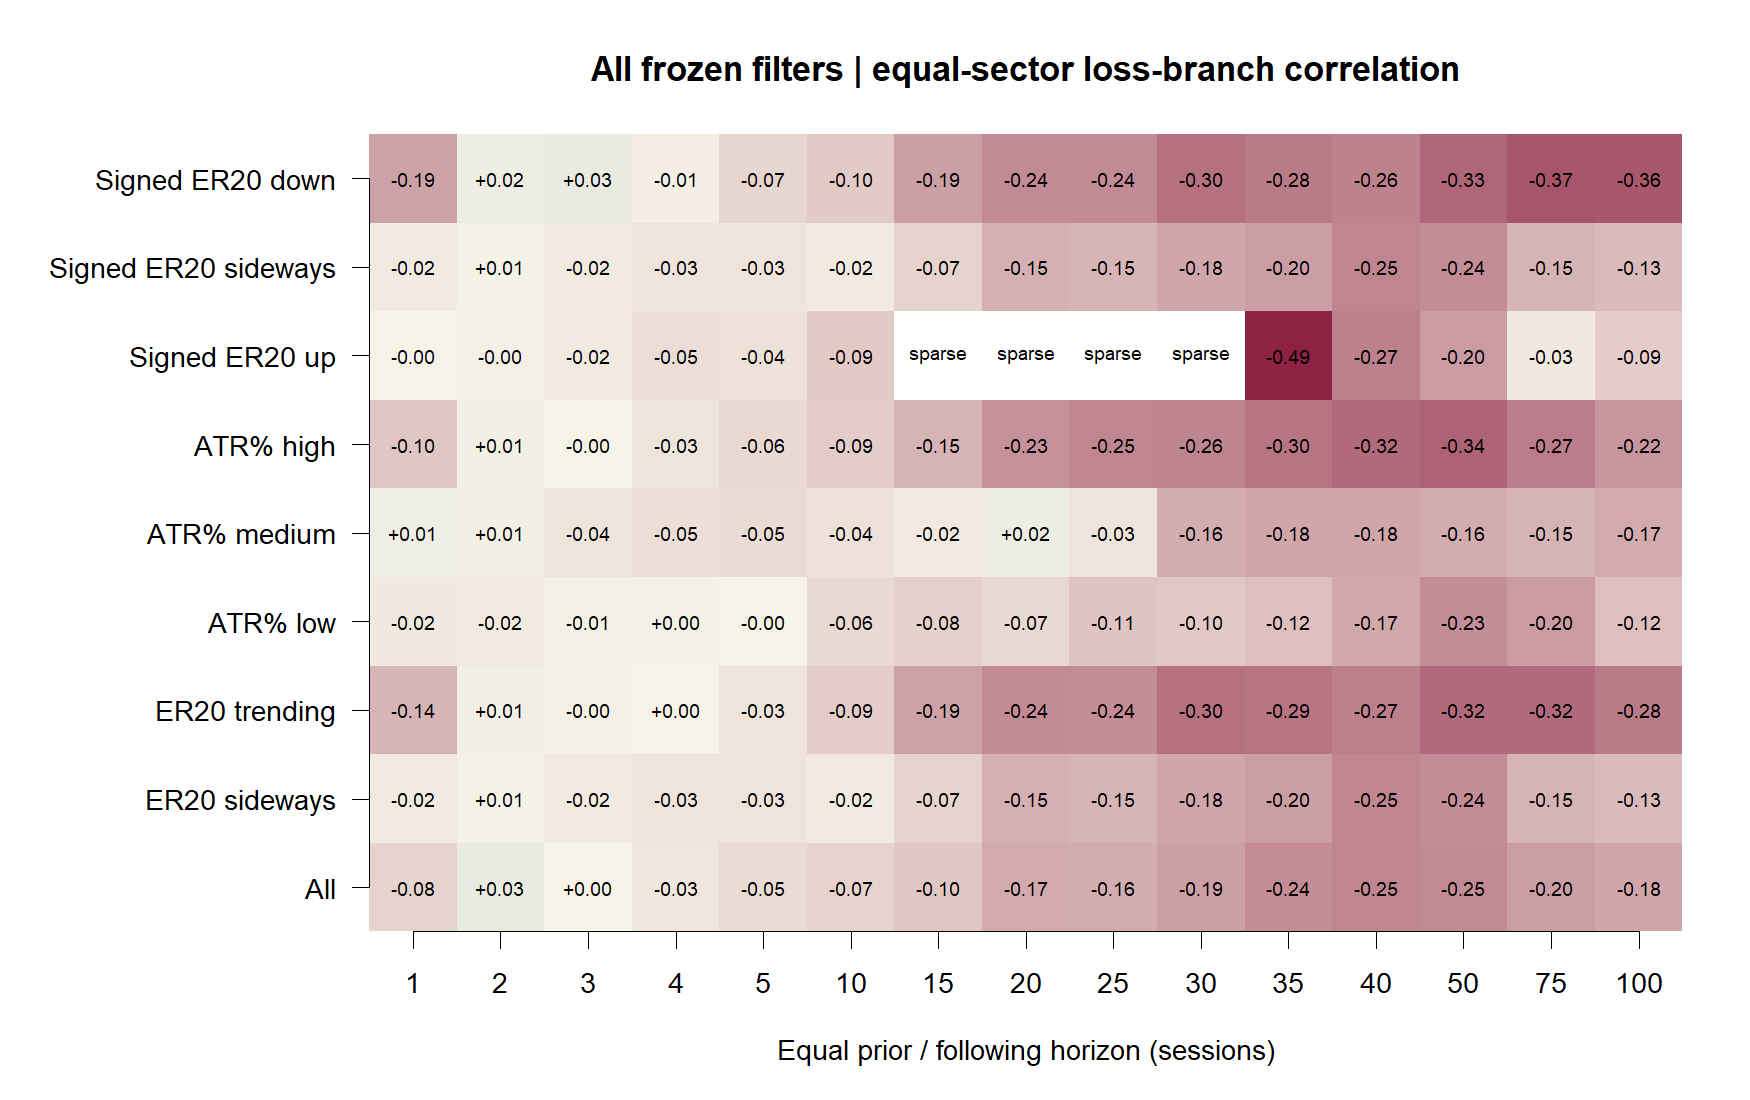 All frozen filters | equal-sector loss-branch correlation
Signed ER20 down -0.19 +0.02 +0.03 -0.01 -0.07 -0.10 -0.19 -0.24 -0.24 -0.30 -0.28 -0.26 -0.33 -0.37 -0.36
Signed ER20 sideways -0.02 +0.01 -0.02 -0.03 -0.03 -0.02 -0.07 -0.15 -0.15 -0.18 -0.20 -0.25 -0.24 -0.15 -0.13
Signed ER20 up -0.00 -0.00 -0.02 -0.05 -0.04 -0.09 sparse sparse sparse sparse -0.49 -0.27 -0.20 -0.03 -0.09
ATR% high -0.10 +0.01 -0.00 -0.03 -0.06 -0.09 -0.15 -0.23 -0.25 -0.26 -0.30 -0.32 -0.34 -0.27 -0.22
ATR% medium +0.01 +0.01 -0.04 -0.05 -0.05 -0.04 -0.02 +0.02 -0.03 -0.16 -0.18 -0.18 -0.16 -0.15 -0.17
ATR% low -0.02 -0.02 -0.01 +0.00 -0.00 -0.06 -0.08 -0.07 -0.11 -0.10 -0.12 -0.17 -0.23 -0.20 -0.12
ER20 trending -0.14 +0.01 -0.00 +0.00 -0.03 -0.09 -0.19 -0.24 -0.24 -0.30 -0.29 -0.27 -0.32 -0.32 -0.28
ER20 sideways -0.02 +0.01 -0.02 -0.03 -0.03 -0.02 -0.07 -0.15 -0.15 -0.18 -0.20 -0.25 -0.24 -0.15 -0.13
All -0.08 +0.03 +0.00 -0.03 -0.05 -0.07 -0.10 -0.17 -0.16 -0.19 -0.24 -0.25 -0.25 -0.20 -0.18
1 2 3 4 5 10 15 20 25 30 35 40 50 75 100
Equal prior / following horizon (sessions)